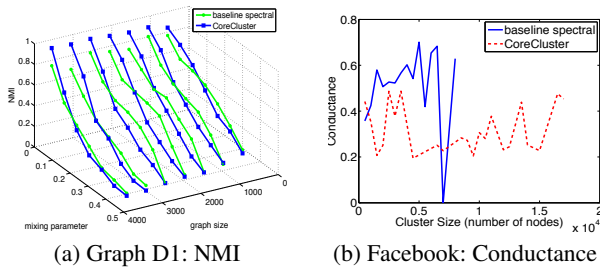 baseline spectral
CoreCluster
1
0.8
0.6
0.4
0.2
0
NMI
0
0.1
0.2
0.3
0.4
0.5
mixing parameter
4000
3000
2000
1000
0
graph size
(a) Graph D1: NMI
baseline spectral
CoreCluster
0.8
0.6
0.4
0.2
0
Conductance
0
0.5
1
1.5
2
x 10⁴
Cluster Size (number of nodes)
(b) Facebook: Conductance